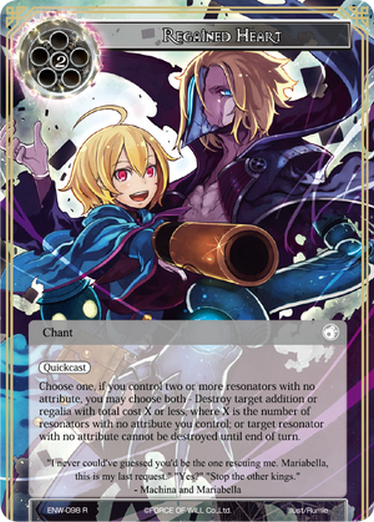 2
Regained Heart
Chant
Quickcast
Choose one, if you control two or more resonators with no
attribute, you may choose both - Destroy target addition or
regalia with total cost X or less, where X is the number of
resonators with no attribute you control; or target resonator
with no attribute cannot be destroyed until end of turn.
"I never could've guessed you'd be the one rescuing me. Mariabella,
this is my last request." "Yes?" "Stop the other kings."
- Machina and Mariabella
ENW-098 R
©FORCE OF WILL Co.,Ltd.
Illust/Rumie